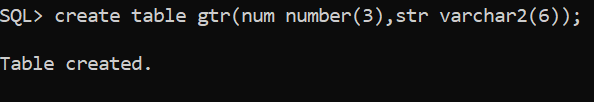 SQL> create table gtr(num number(3),str varchar2(6));
Table created.